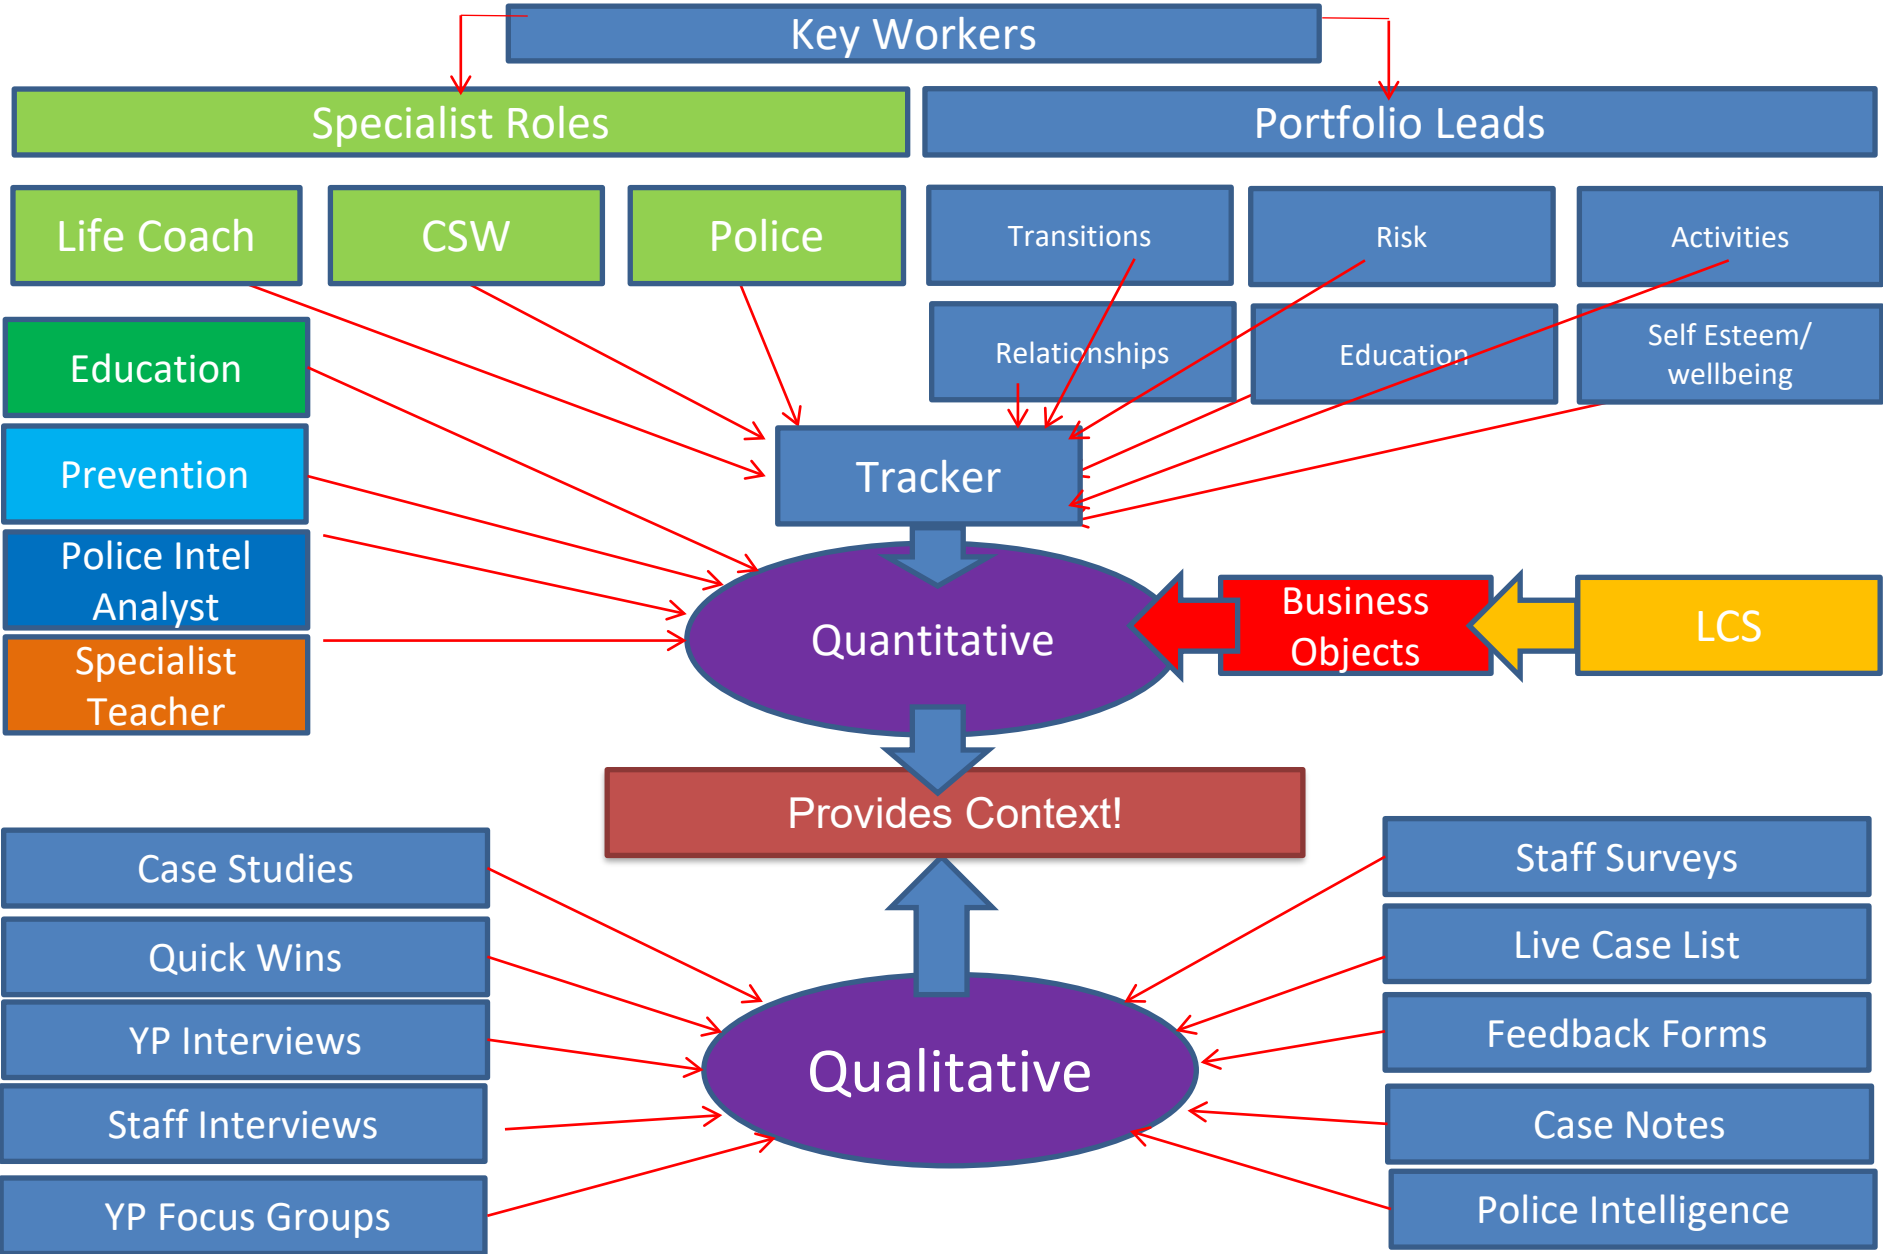 Key Workers
Specialist Roles
Portfolio Leads
Life Coach
CSW
Police
Transitions
Risk
Activities
Relationships
Education
Self Esteem/
wellbeing
Education
Prevention
Police Intel
Analyst
Specialist
Teacher
Tracker
Quantitative
Business
Objects
LCS
Provides Context!
Case Studies
Quick Wins
YP Interviews
Staff Interviews
YP Focus Groups
Qualitative
Staff Surveys
Live Case List
Feedback Forms
Case Notes
Police Intelligence